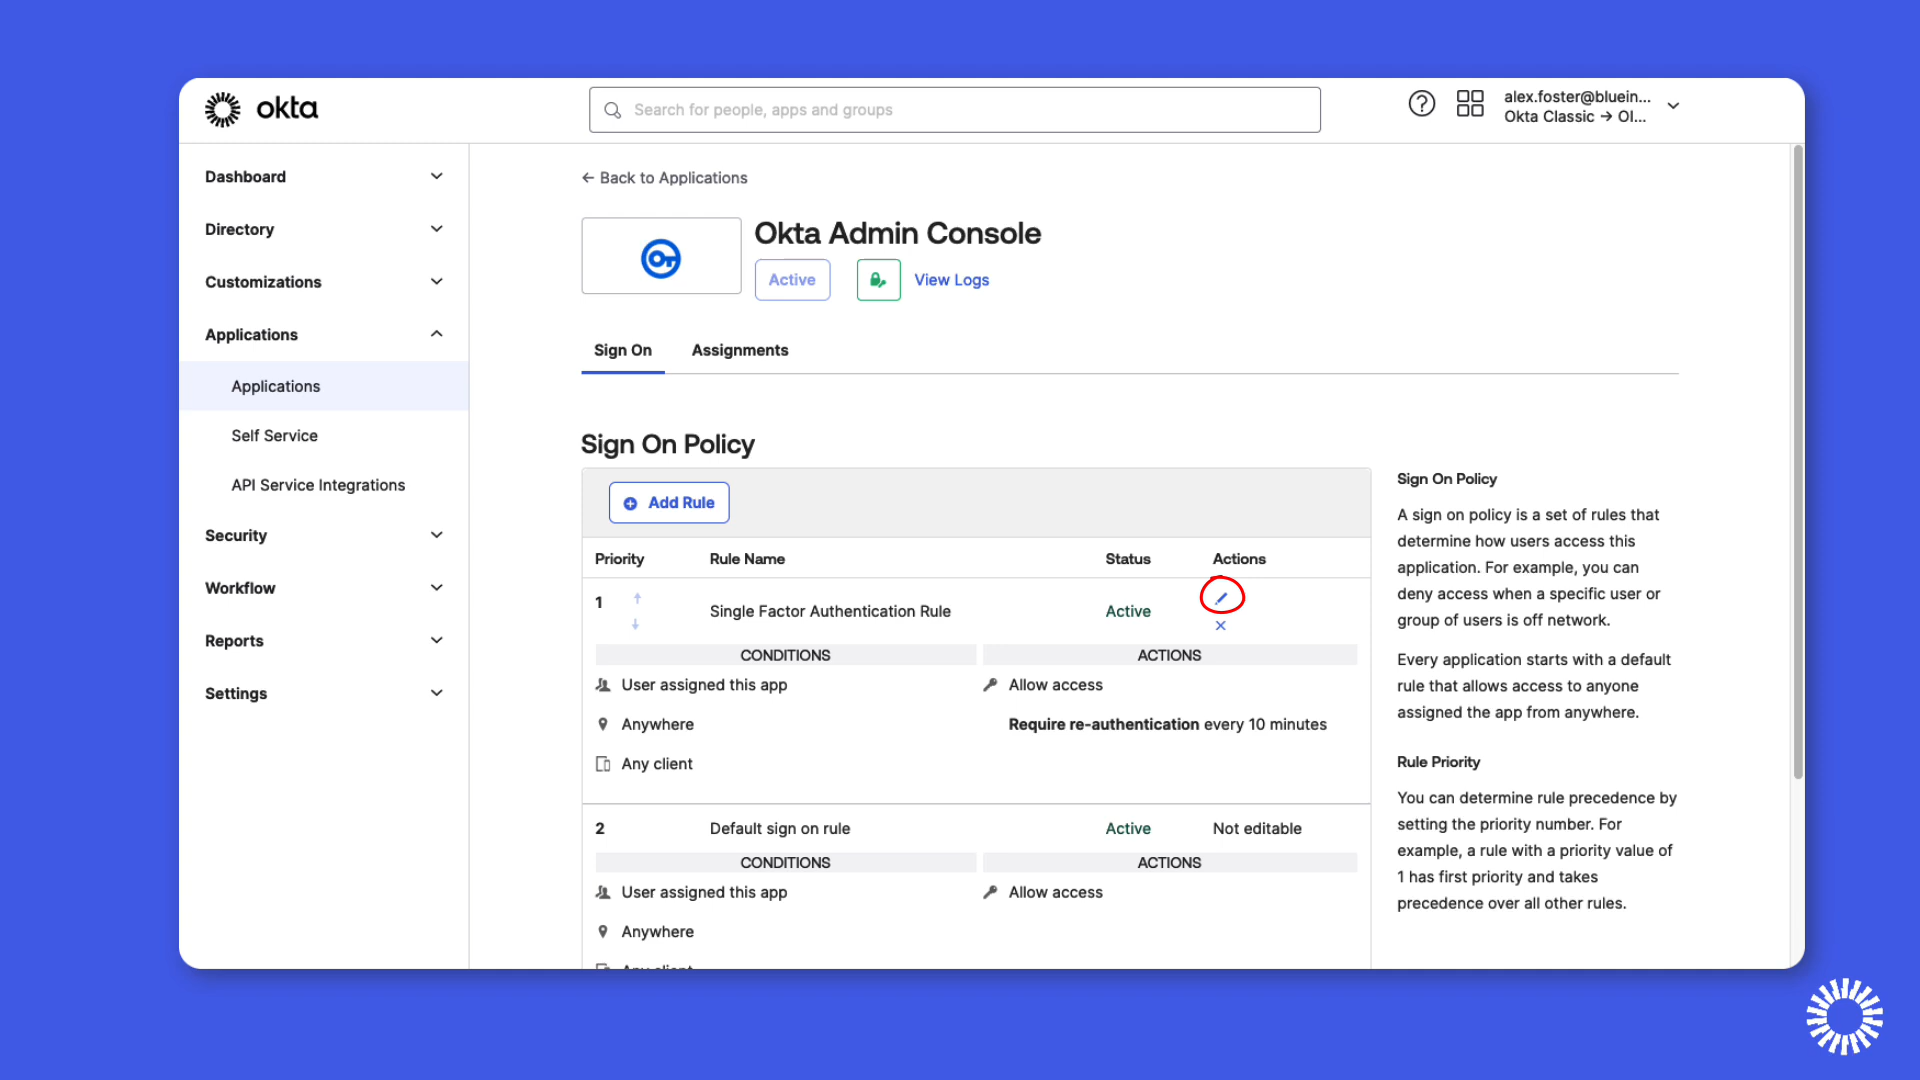 okta
Search for people, apps and groups
alex.foster@bluein...
Okta Classic → OI...
Dashboard
Directory
Customizations
Applications
Applications
Self Service
API Service Integrations
Security
Workflow
Reports
Settings
← Back to Applications
Okta Admin Console
Active
View Logs
Sign On
Assignments
Sign On Policy
Add Rule
Priority Rule Name Status Actions
1 Single Factor Authentication Rule Active
CONDITIONS ACTIONS
User assigned this app Allow access
Anywhere Require re-authentication every 10 minutes
Any client
2 Default sign on rule Active Not editable
CONDITIONS ACTIONS
User assigned this app Allow access
Anywhere
Any client
Sign On Policy
A sign on policy is a set of rules that
determine how users access this
application. For example, you can
deny access when a specific user or
group of users is off network.
Every application starts with a default
rule that allows access to anyone
assigned the app from anywhere.
Rule Priority
You can determine rule precedence by
setting the priority number. For
example, a rule with a priority value of
1 has first priority and takes
precedence over all other rules.